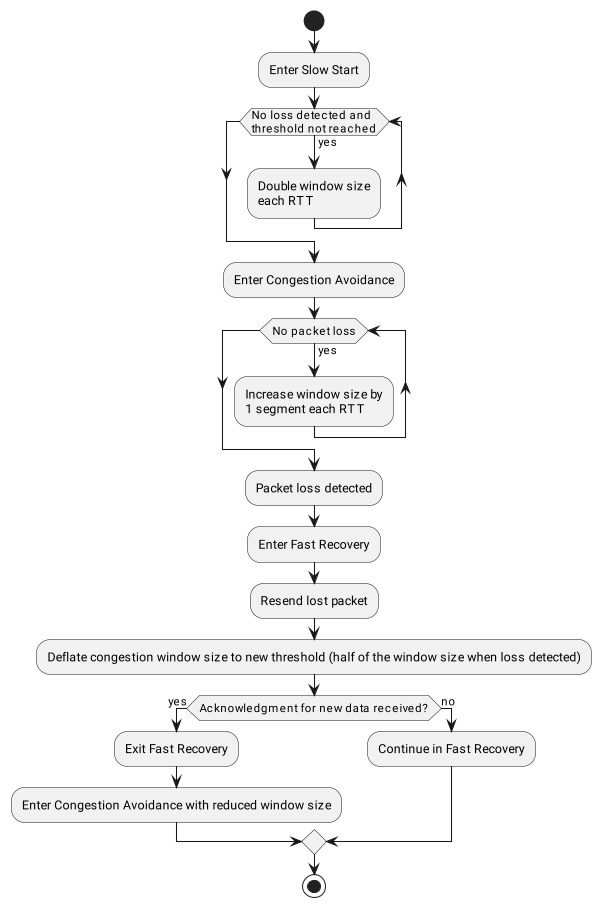 Enter Slow Start
No loss detected and
threshold not reached
yes
Double window size
each RTT
Enter Congestion Avoidance
No packet loss
yes
Increase window size by
1 segment each RTT
Packet loss detected
Enter Fast Recovery
Resend lost packet
Deflate congestion window size to new threshold (half of the window size when loss detected)
yes
Acknowledgment for new data received?
no
Exit Fast Recovery
Continue in Fast Recovery
Enter Congestion Avoidance with reduced window size